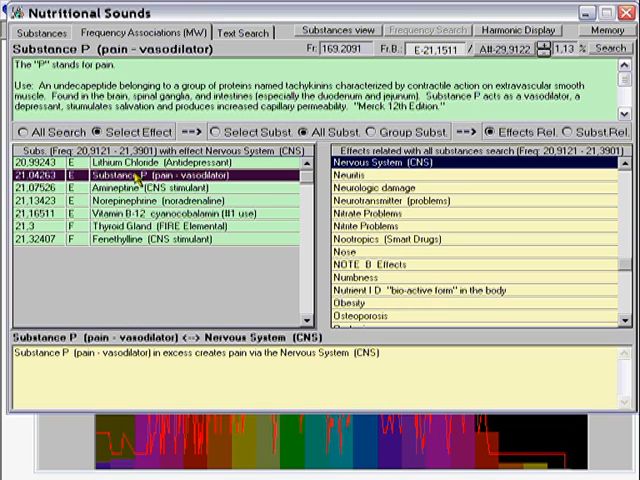 Nutritional Sounds
Substances Frequency Associations (MW) Text Search Substances view Frequency Search Harmonic Display Memory
Substance P (pain - vasodilator) Fr: 169.2091 Fr.B.: E-21,1511 / A#-29,9122 1,13 % Search
The "P" stands for pain.
Use: An undecapeptide belonging to a group of proteins named tachykinins characterized by contractile action on extravascular smooth
muscle. Found in the brain, spinal ganglia, and intestines (especially the duodenum and jejunum). Substance P acts as a vasodilator, a
depressant, stiumulates salivation and produces increased capillary permeability. "Merck 12th Edition."
All Search Select Effect ==> Select Subst. All Subst. Group Subst. ==> Effects Rel. Subst.Rel.
Subs. (Freq: 20,9121 - 21,3901) with effect Nervous System (CNS)
20,99243 E Lithium Chloride (Antidepressant)
21,04263 E Substance P (pain - vasodilator)
21,07526 E Amineptine (CNS stimulant)
21,13423 E Norepinephrine (noradrenaline)
21,16511 E Vitamin B-12 cyanocobalamin (#1 use)
21,3 F Thyroid Gland (FIRE Elemental)
21,32407 F Fenethylline (CNS stimulant)
Effects related with all substances search (Freq: 20,9121 - 21,3901)
Nervous System (CNS)
Neuritis
Neurologic damage
Neurotransmitter (problems)
Nitrate Problems
Nitrite Problems
Nootropics (Smart Drugs)
Nose
NOTE B Effects
Numbness
Nutrient I D "bio-active form" in the body
Obesity
Osteoporosis
Substance P (pain - vasodilator) <--> Nervous System (CNS)
Substance P (pain - vasodilator) in excess creates pain via the Nervous System (CNS)